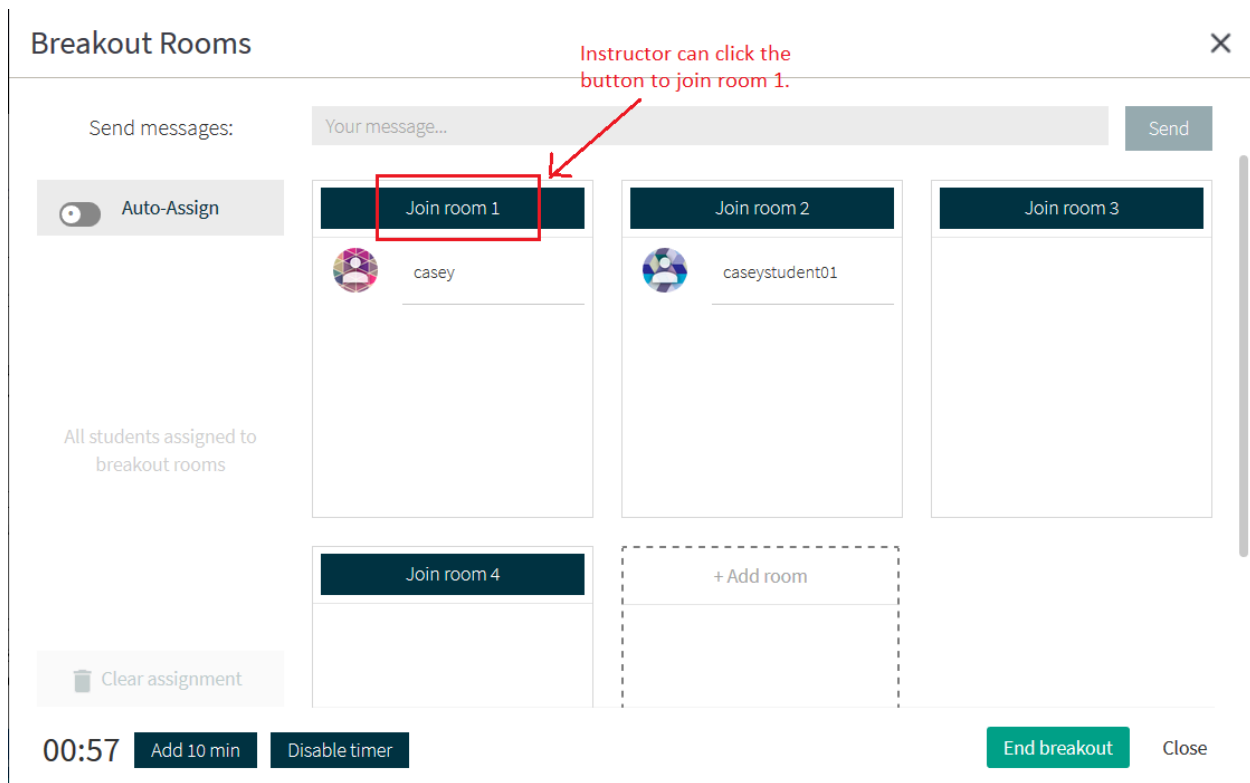 Breakout Rooms
Instructor can click the
button to join room 1.
Send messages:
Your message...
Send
Auto-Assign
Join room 1
Join room 2
Join room 3
casey
caseystudent01
All students assigned to
breakout rooms
Join room 4
+ Add room
Clear assignment
00:57
Add 10 min
Disable timer
End breakout
Close